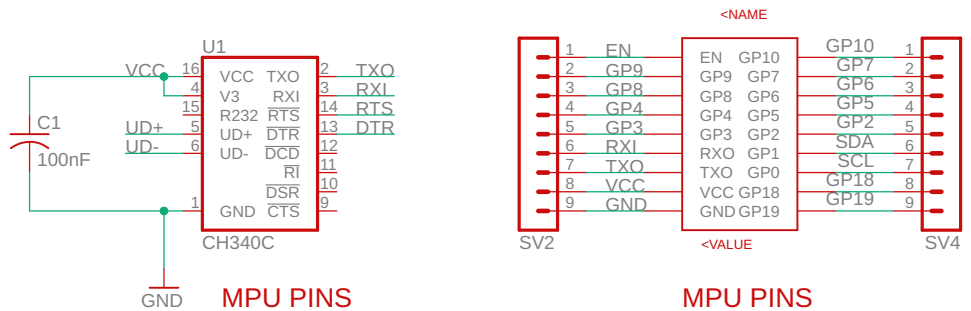 <NAME
U1
VCC 16 VCC TXO 2 TXO
4 V3 RXI 3 RXI
15 R232 RTS 14 RTS
UD+ 5 UD+ DTR 13 DTR
UD- 6 UD- DCD 12
RI 11
DSR 10
1 GND CTS 9
CH340C
C1
100nF
GND
MPU PINS
1 EN EN GP10 GP10 1
2 GP9 GP9 GP7 GP7 2
3 GP8 GP8 GP6 GP6 3
4 GP4 GP4 GP5 GP5 4
5 GP3 GP3 GP2 GP2 5
6 RXI RXO GP1 SDA 6
7 TXO TXO GP0 SCL 7
8 VCC VCC GP18 GP18 8
9 GND GND GP19 GP19 9
SV2
<VALUE
SV4
MPU PINS